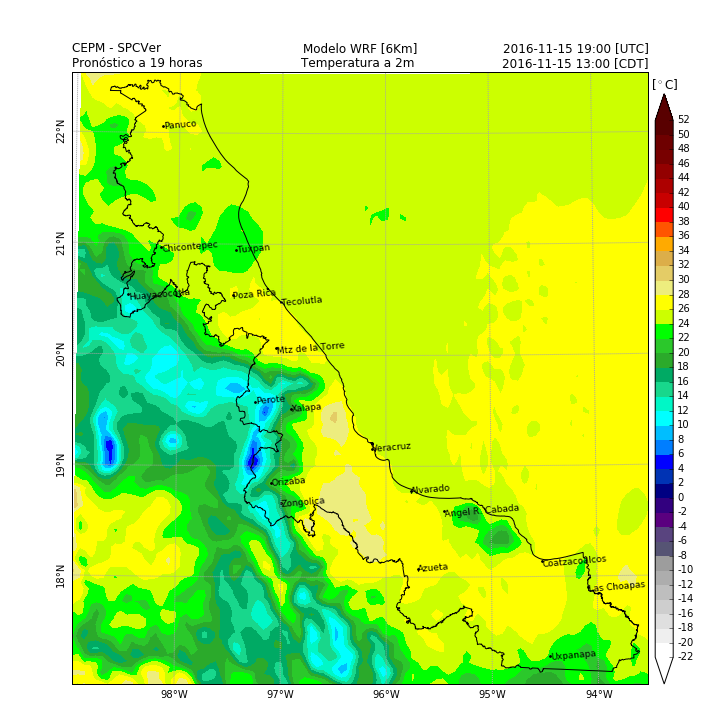 CEPM - SPCVer Modelo WRF [6Km] 2016-11-15 19:00 [UTC]
Pronóstico a 19 horas Temperatura a 2m 2016-11-15 13:00 [CDT]
[°C]
52
50
48
46
44
42
40
38
36
34
32
30
28
26
24
22
20
18
16
14
12
10
8
6
4
2
0
-2
-4
-6
-8
-10
-12
-14
-16
-18
-20
-22
22°N
21°N
20°N
19°N
18°N
Panuco
Chicontepec
Tuxpan
Huayacocotla
Poza Rica
Tecolutla
Mtz de la Torre
Perote
Xalapa
Veracruz
Orizaba
Alvarado
Zongolica
Angel R. Cabada
Azueta
Coatzacoalcos
Las Choapas
Uxpanapa
98°W 97°W 96°W 95°W 94°W